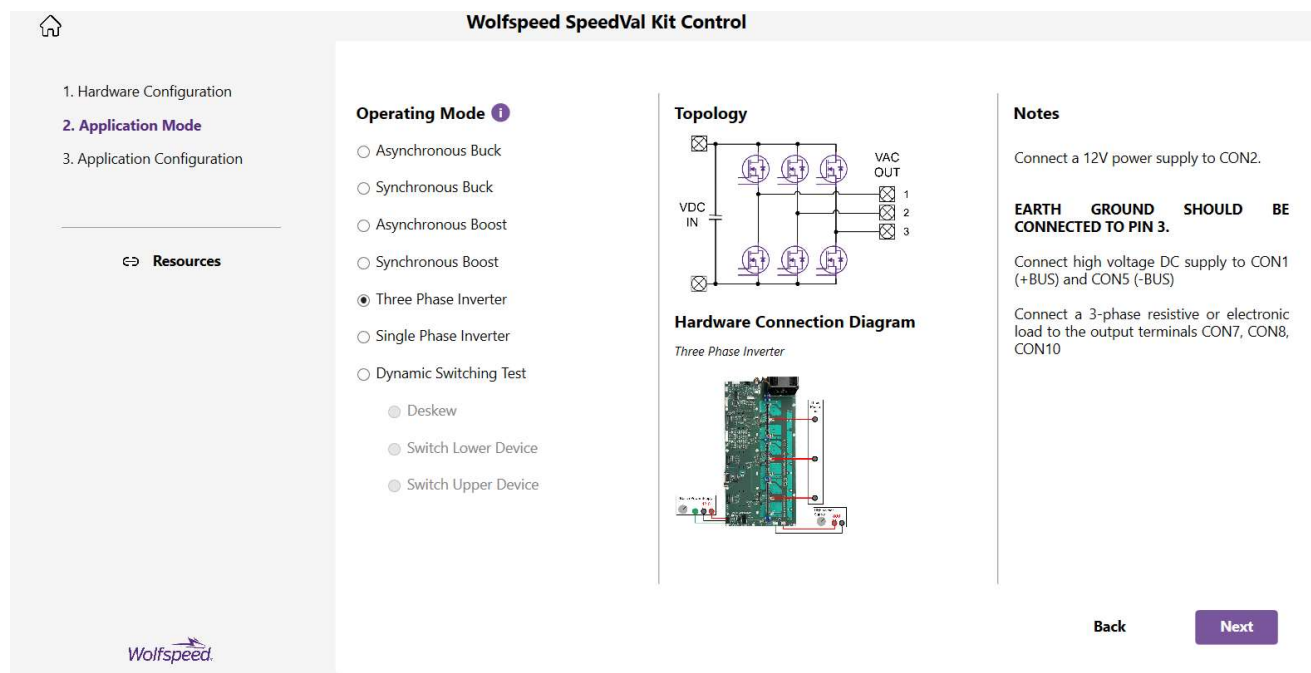 Wolfspeed SpeedVal Kit Control
1. Hardware Configuration
2. Application Mode
3. Application Configuration
Resources
Operating Mode i
Asynchronous Buck
Synchronous Buck
Asynchronous Boost
Synchronous Boost
Three Phase Inverter
Single Phase Inverter
Dynamic Switching Test
Deskew
Switch Lower Device
Switch Upper Device
Topology
VAC
OUT
1
2
3
VDC
IN
Hardware Connection Diagram
Three Phase Inverter
Notes
Connect a 12V power supply to CON2.
EARTH GROUND SHOULD BE
CONNECTED TO PIN 3.
Connect high voltage DC supply to CON1
(+BUS) and CON5 (-BUS)
Connect a 3-phase resistive or electronic
load to the output terminals CON7, CON8,
CON10
Back
Next
Wolfspeed.